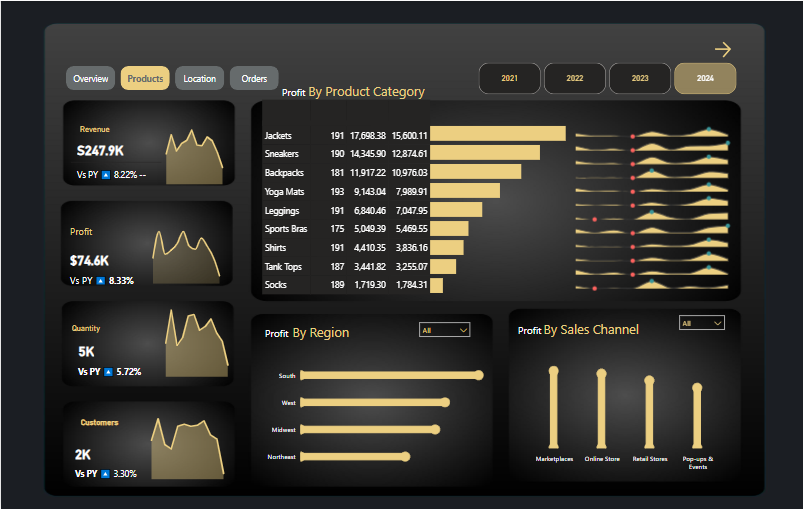 Overview Products Location Orders
2021 2022 2023 2024
Revenue
$247.9K
Vs PY 8.22% --
Profit
$74.6K
Vs PY 8.33%
Quantity
5K
Vs PY 5.72%
Customers
2K
Vs PY 3.30%
Profit By Product Category
Jackets 191 17,698.38 15,600.11
Sneakers 190 14,345.90 12,874.61
Backpacks 181 11,917.22 10,976.03
Yoga Mats 193 9,143.04 7,989.91
Leggings 191 6,840.46 7,047.95
Sports Bras 175 5,049.39 5,469.55
Shirts 191 4,410.35 3,836.16
Tank Tops 187 3,441.82 3,255.07
Socks 189 1,719.30 1,784.31
Profit By Region
All
South
West
Midwest
Northeast
Profit By Sales Channel
All
Marketplaces Online Store Retail Stores Pop-ups &
Events